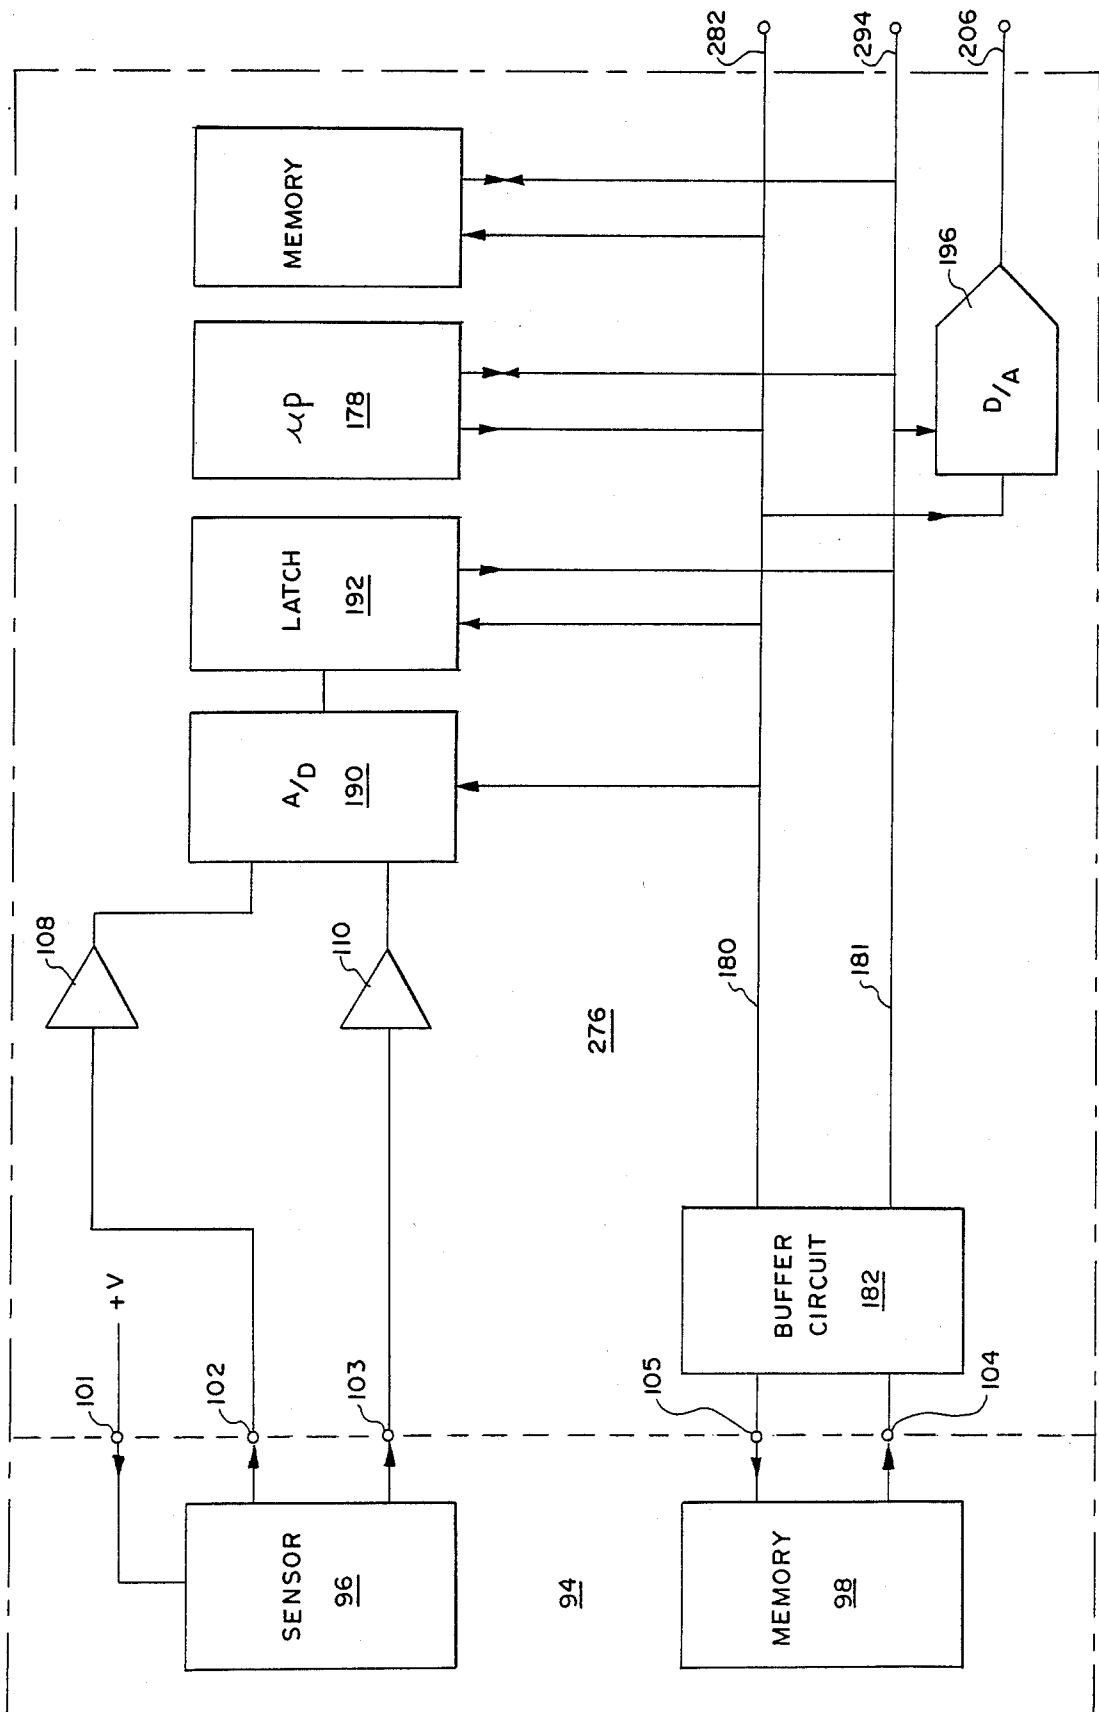 282
294
206
MEMORY
196
µP
178
D/A
LATCH
192
A/D
190
108
110
180
181
276
+V
BUFFER
CIRCUIT
182
101
102
103
105
104
SENSOR
96
94
MEMORY
98